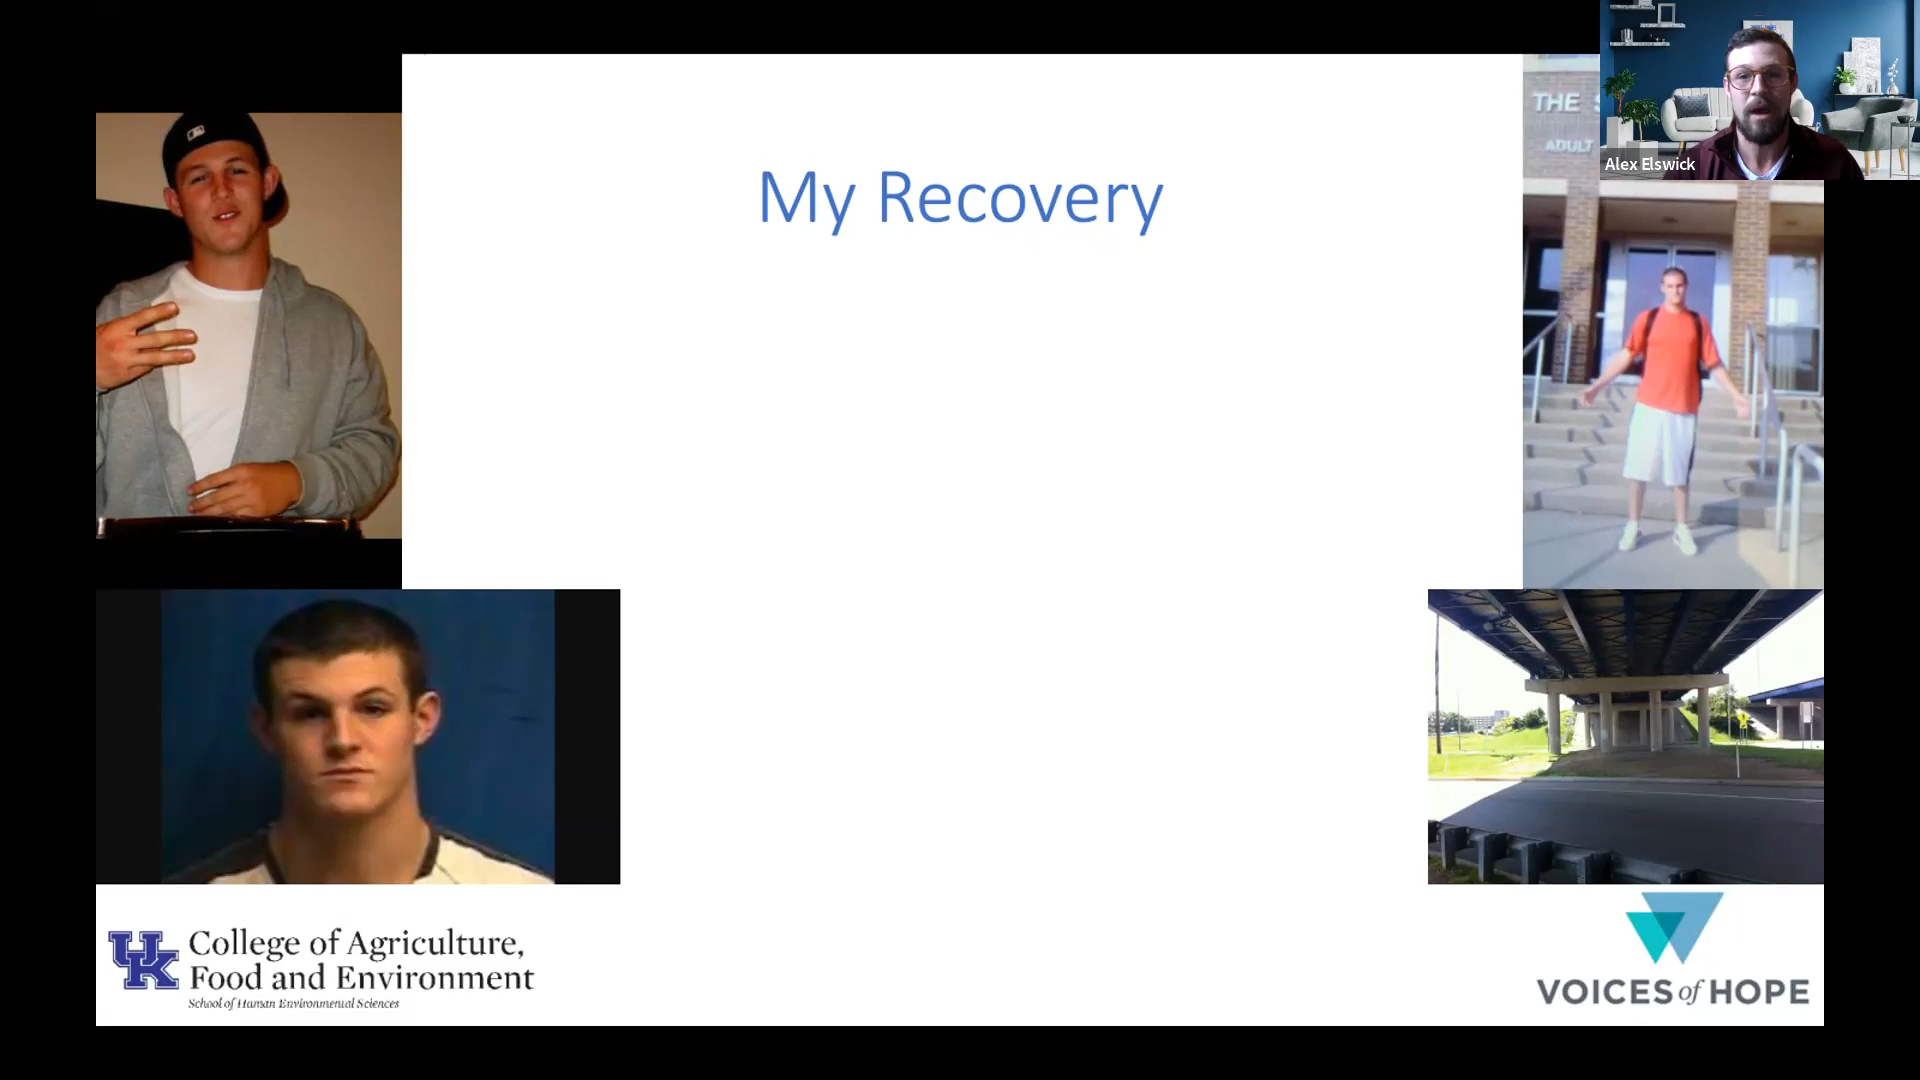 THE
ADULT
Alex Elswick
My Recovery
UK
College of Agriculture,
Food and Environment
School of Human Environmental Sciences
VOICES of HOPE